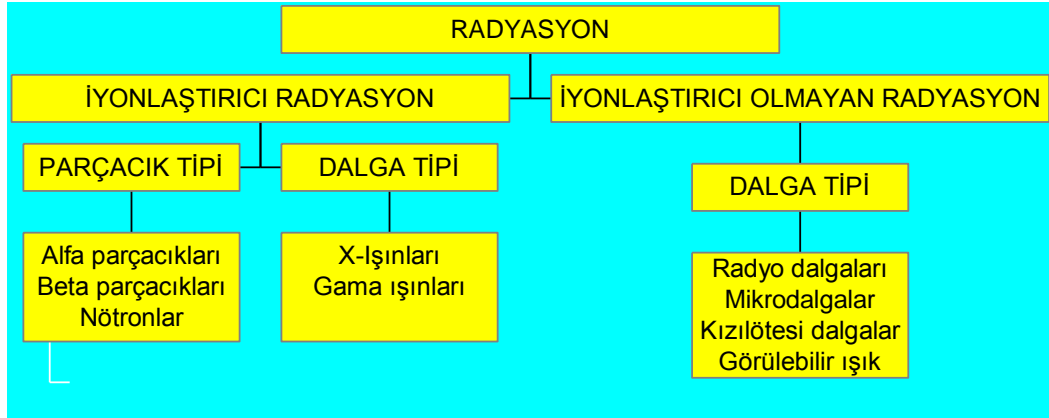 RADYASYON
İYONLAŞTIRICI RADYASYON
İYONLAŞTIRICI OLMAYAN RADYASYON
PARÇACIK TİPİ
DALGA TİPİ
DALGA TİPİ
Alfa parçacıkları
Beta parçacıkları
Nötronlar
X-Işınları
Gama ışınları
Radyo dalgaları
Mikrodalgalar
Kızılötesi dalgalar
Görülebilir ışık